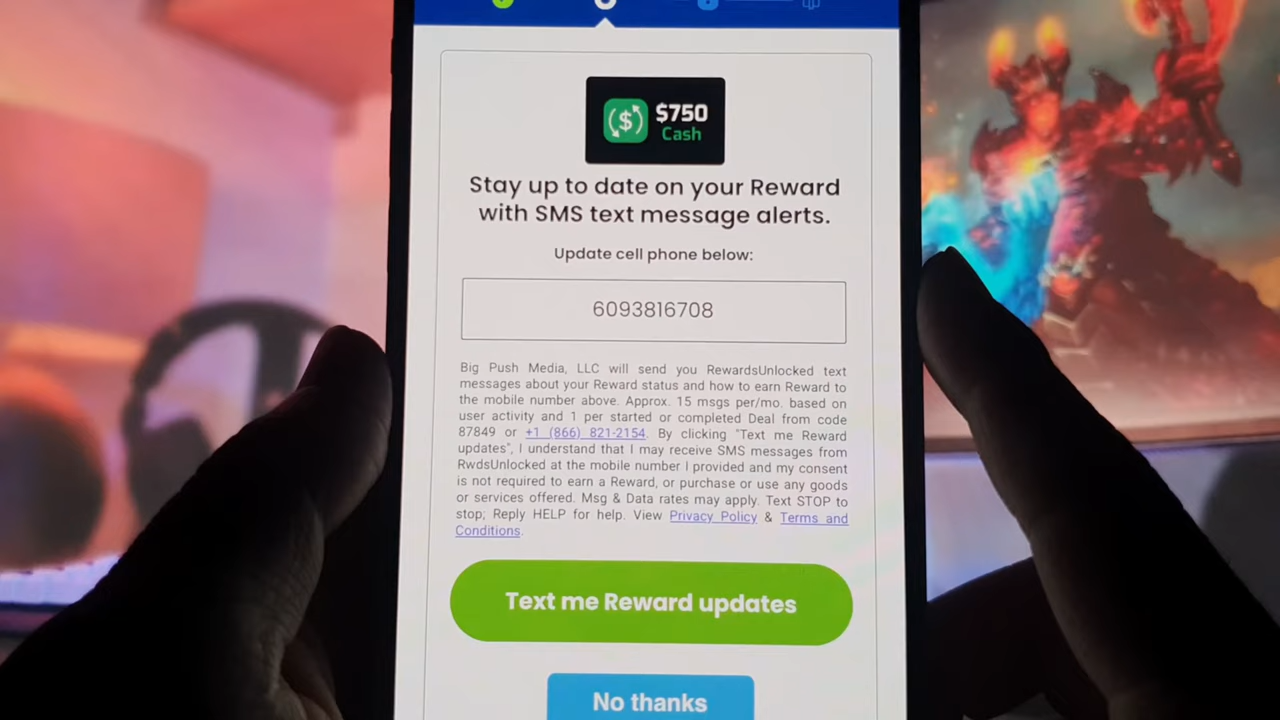 $750
Cash
Stay up to date on your Reward
with SMS text message alerts.
Update cell phone below:
6093816708
Big Push Media, LLC will send you RewardsUnlocked text
messages about your Reward status and how to earn Reward to
the mobile number above. Approx. 15 msgs per/mo. based on
user activity and 1 per started or completed Deal from code
87849 or +1 (866) 821-2154. By clicking "Text me Reward
updates", I understand that I may receive SMS messages from
RwdsUnlocked at the mobile number I provided and my consent
is not required to earn a Reward, or purchase or use any goods
or services offered. Msg & Data rates may apply. Text STOP to
stop; Reply HELP for help. View Privacy Policy & Terms and
Conditions.
Text me Reward updates
No thanks